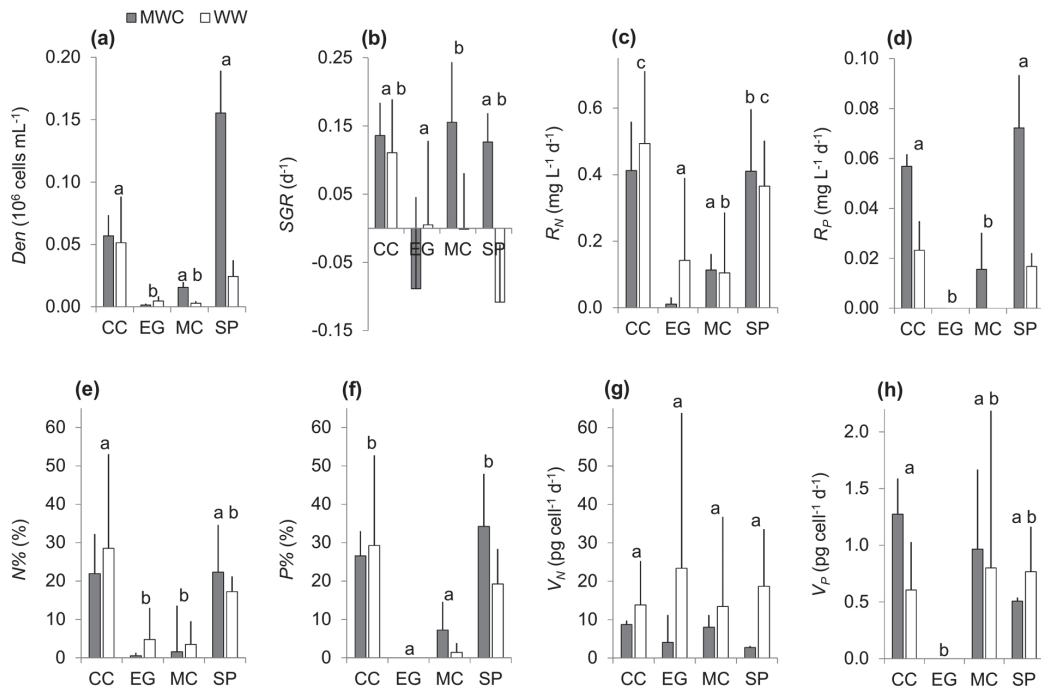 MWC WW
(a)
Den (10⁶ cells mL⁻¹)
0.20
0.15
0.10
0.05
0.00
a
b
a b
a
CC EG MC SP
(b)
SGR (d⁻¹)
0.25
0.15
0.05
-0.05
-0.15
a b
a
b
a b
CC EG MC SP
(c)
R_N (mg L⁻¹ d⁻¹)
0.6
0.4
0.2
0.0
c
a
a b
b c
CC EG MC SP
(d)
R_P (mg L⁻¹ d⁻¹)
0.10
0.08
0.06
0.04
0.02
0.00
a
b
b
a
CC EG MC SP
(e)
N% (%)
60
50
40
30
20
10
0
a
b
b
a b
CC EG MC SP
(f)
P% (%)
60
50
40
30
20
10
0
b
a
a
b
CC EG MC SP
(g)
V_N (pg cell⁻¹ d⁻¹)
60
50
40
30
20
10
0
a
a
a
a
CC EG MC SP
(h)
V_P (pg cell⁻¹ d⁻¹)
2.0
1.5
1.0
0.5
0.0
a
b
a b
a b
CC EG MC SP